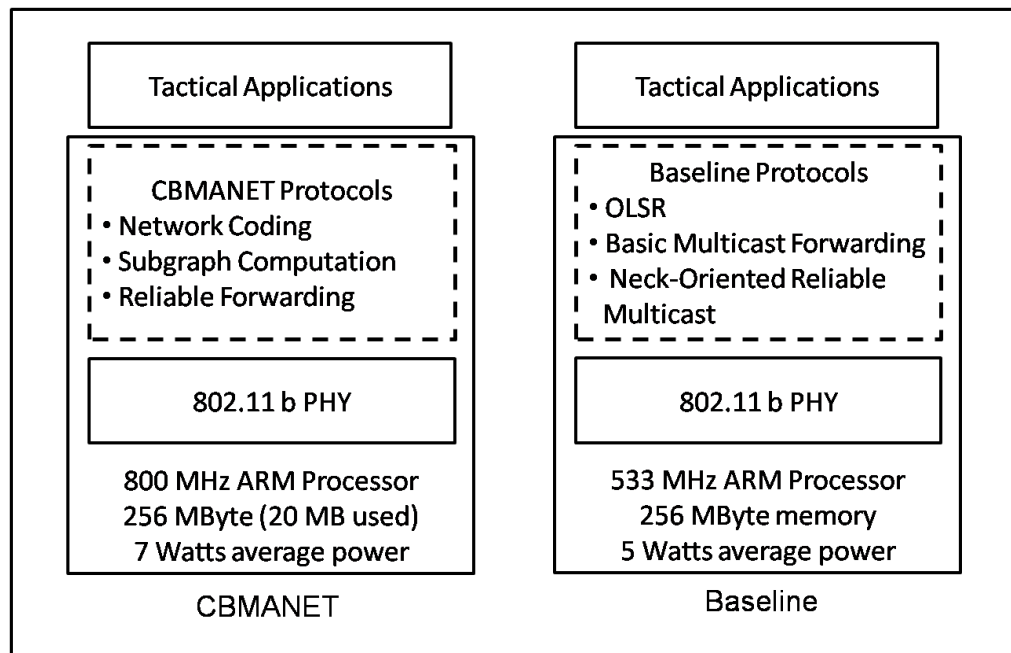 Tactical Applications
CBMANET Protocols
• Network Coding
• Subgraph Computation
• Reliable Forwarding
802.11 b PHY
800 MHz ARM Processor
256 MByte (20 MB used)
7 Watts average power
CBMANET
Tactical Applications
Baseline Protocols
• OLSR
• Basic Multicast Forwarding
• Neck-Oriented Reliable
Multicast
802.11 b PHY
533 MHz ARM Processor
256 MByte memory
5 Watts average power
Baseline